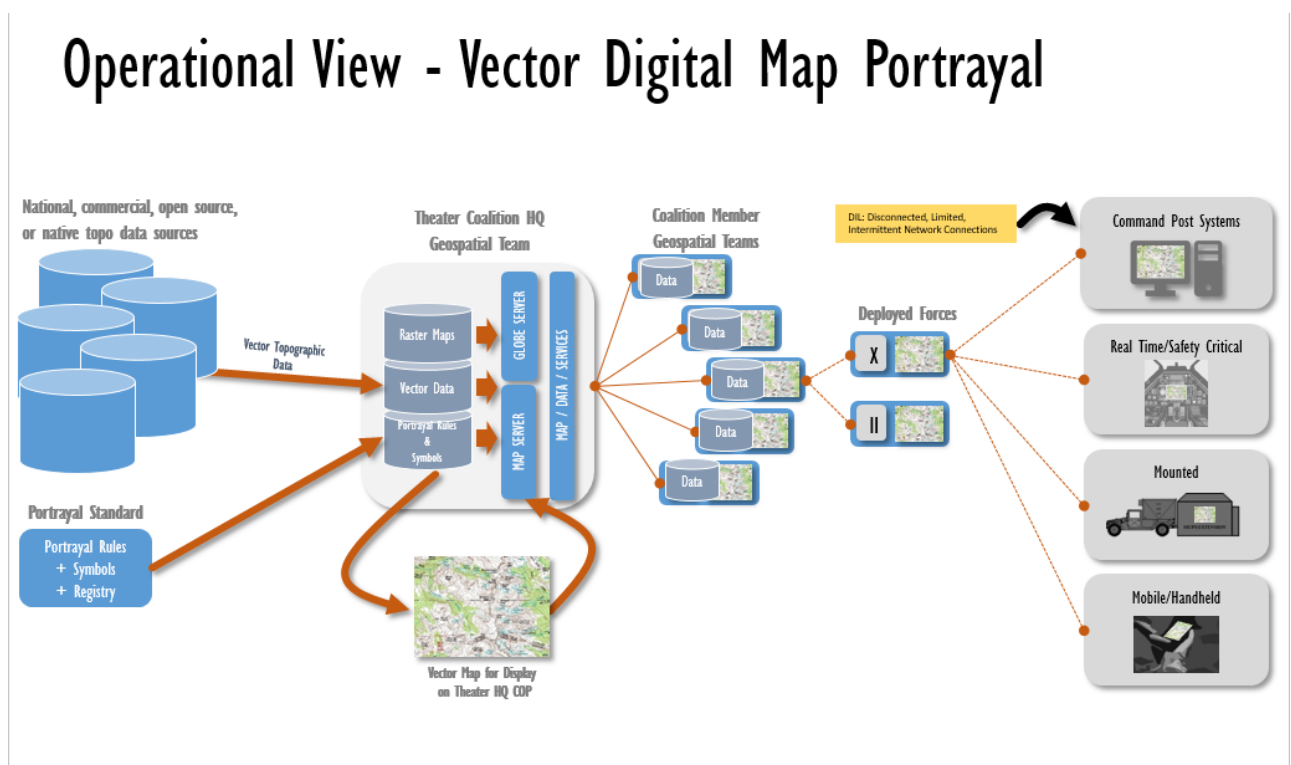 Operational View - Vector Digital Map Portrayal
National, commercial, open source,
or native topo data sources
Vector Topographic
Data
Portrayal Standard
Portrayal Rules
+ Symbols
+ Registry
Theater Coalition HQ
Geospatial Team
Raster Maps
Vector Data
Portrayal Rules
&
Symbols
GLOBE SERVER
MAP SERVER
MAP / DATA / SERVICES
Vector Map for Display
on Theater HQ COP
Coalition Member
Geospatial Teams
Data
Data
Data
Data
Data
Deployed Forces
X
II
DIL: Disconnected, Limited,
Intermittent Network Connections
Command Post Systems
Real Time/Safety Critical
Mounted
Mobile/Handheld